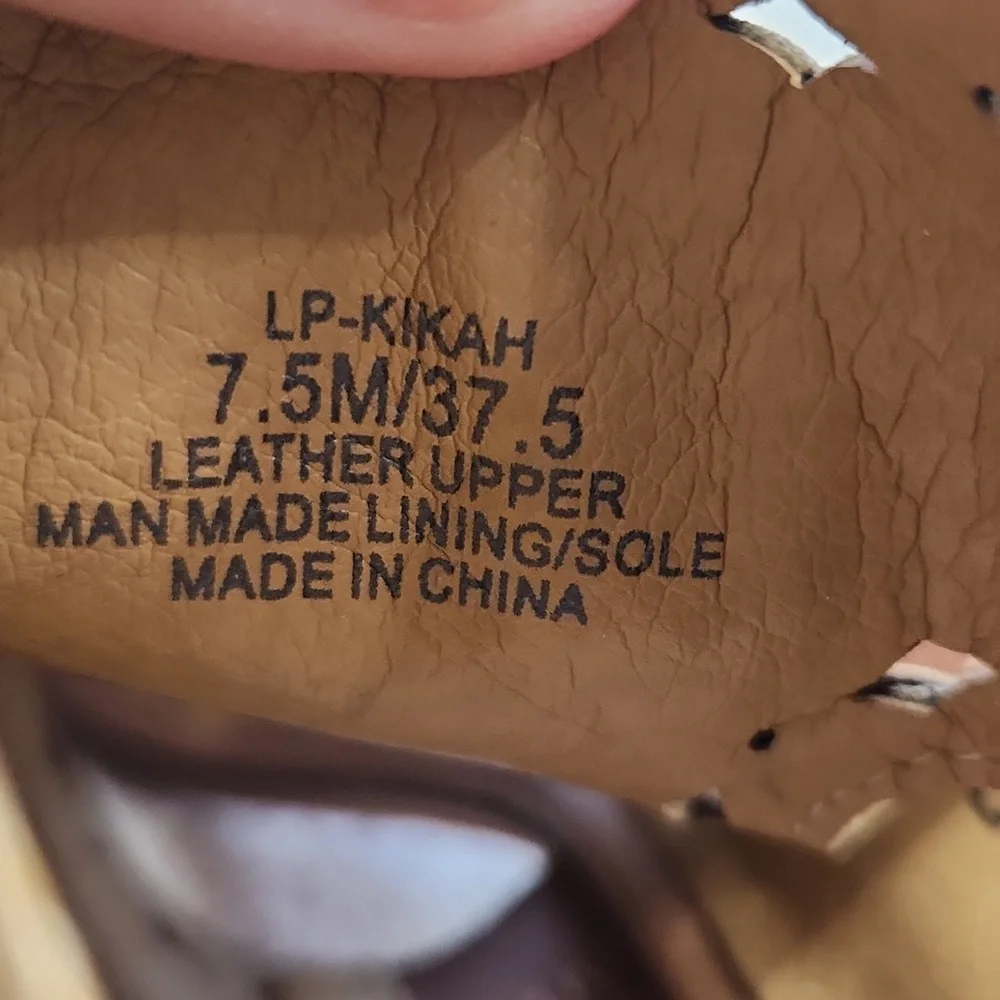 LP-KIKAH
7.5M/37.5
LEATHER UPPER
MAN MADE LINING/SOLE
MADE IN CHINA